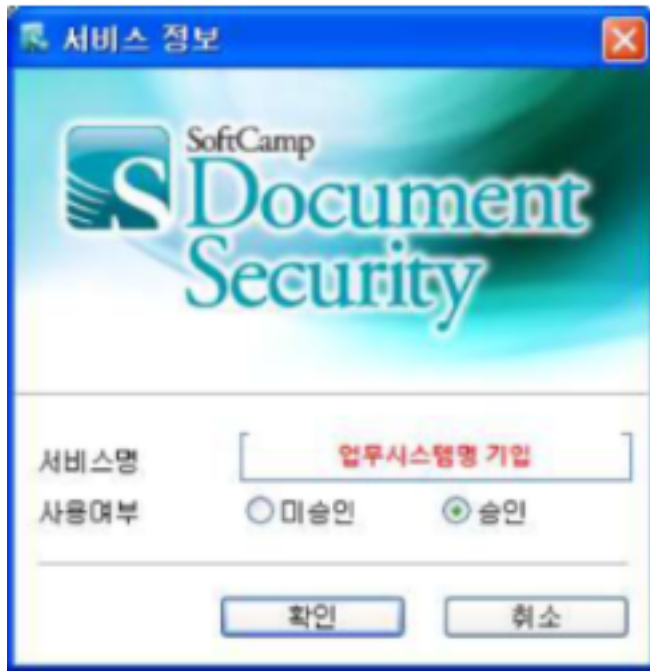 서비스 정보
SoftCamp
Document
Security
서비스명 업무시스템명 기입
사용여부 미승인 승인
확인 취소